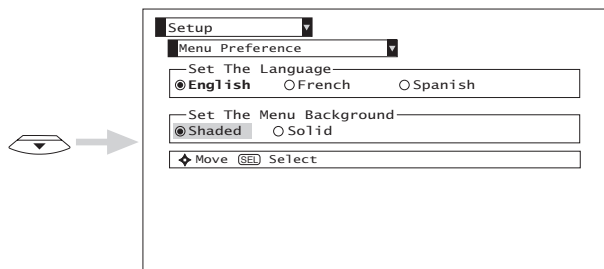 Setup
Menu Preference
Set The Language
English French Spanish
Set The Menu Background
Shaded Solid
Move SEL Select